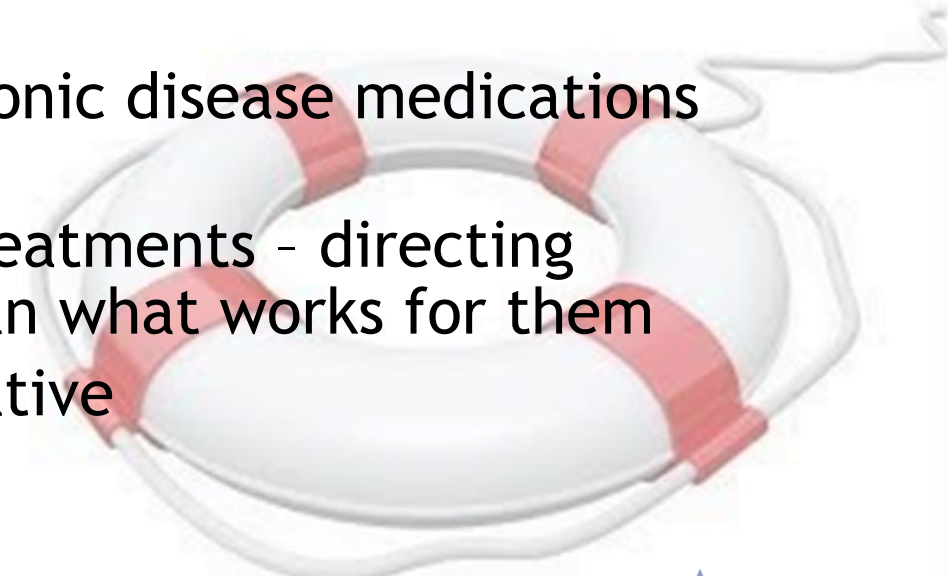 onic disease medications
eatments – directing
n what works for them
tive